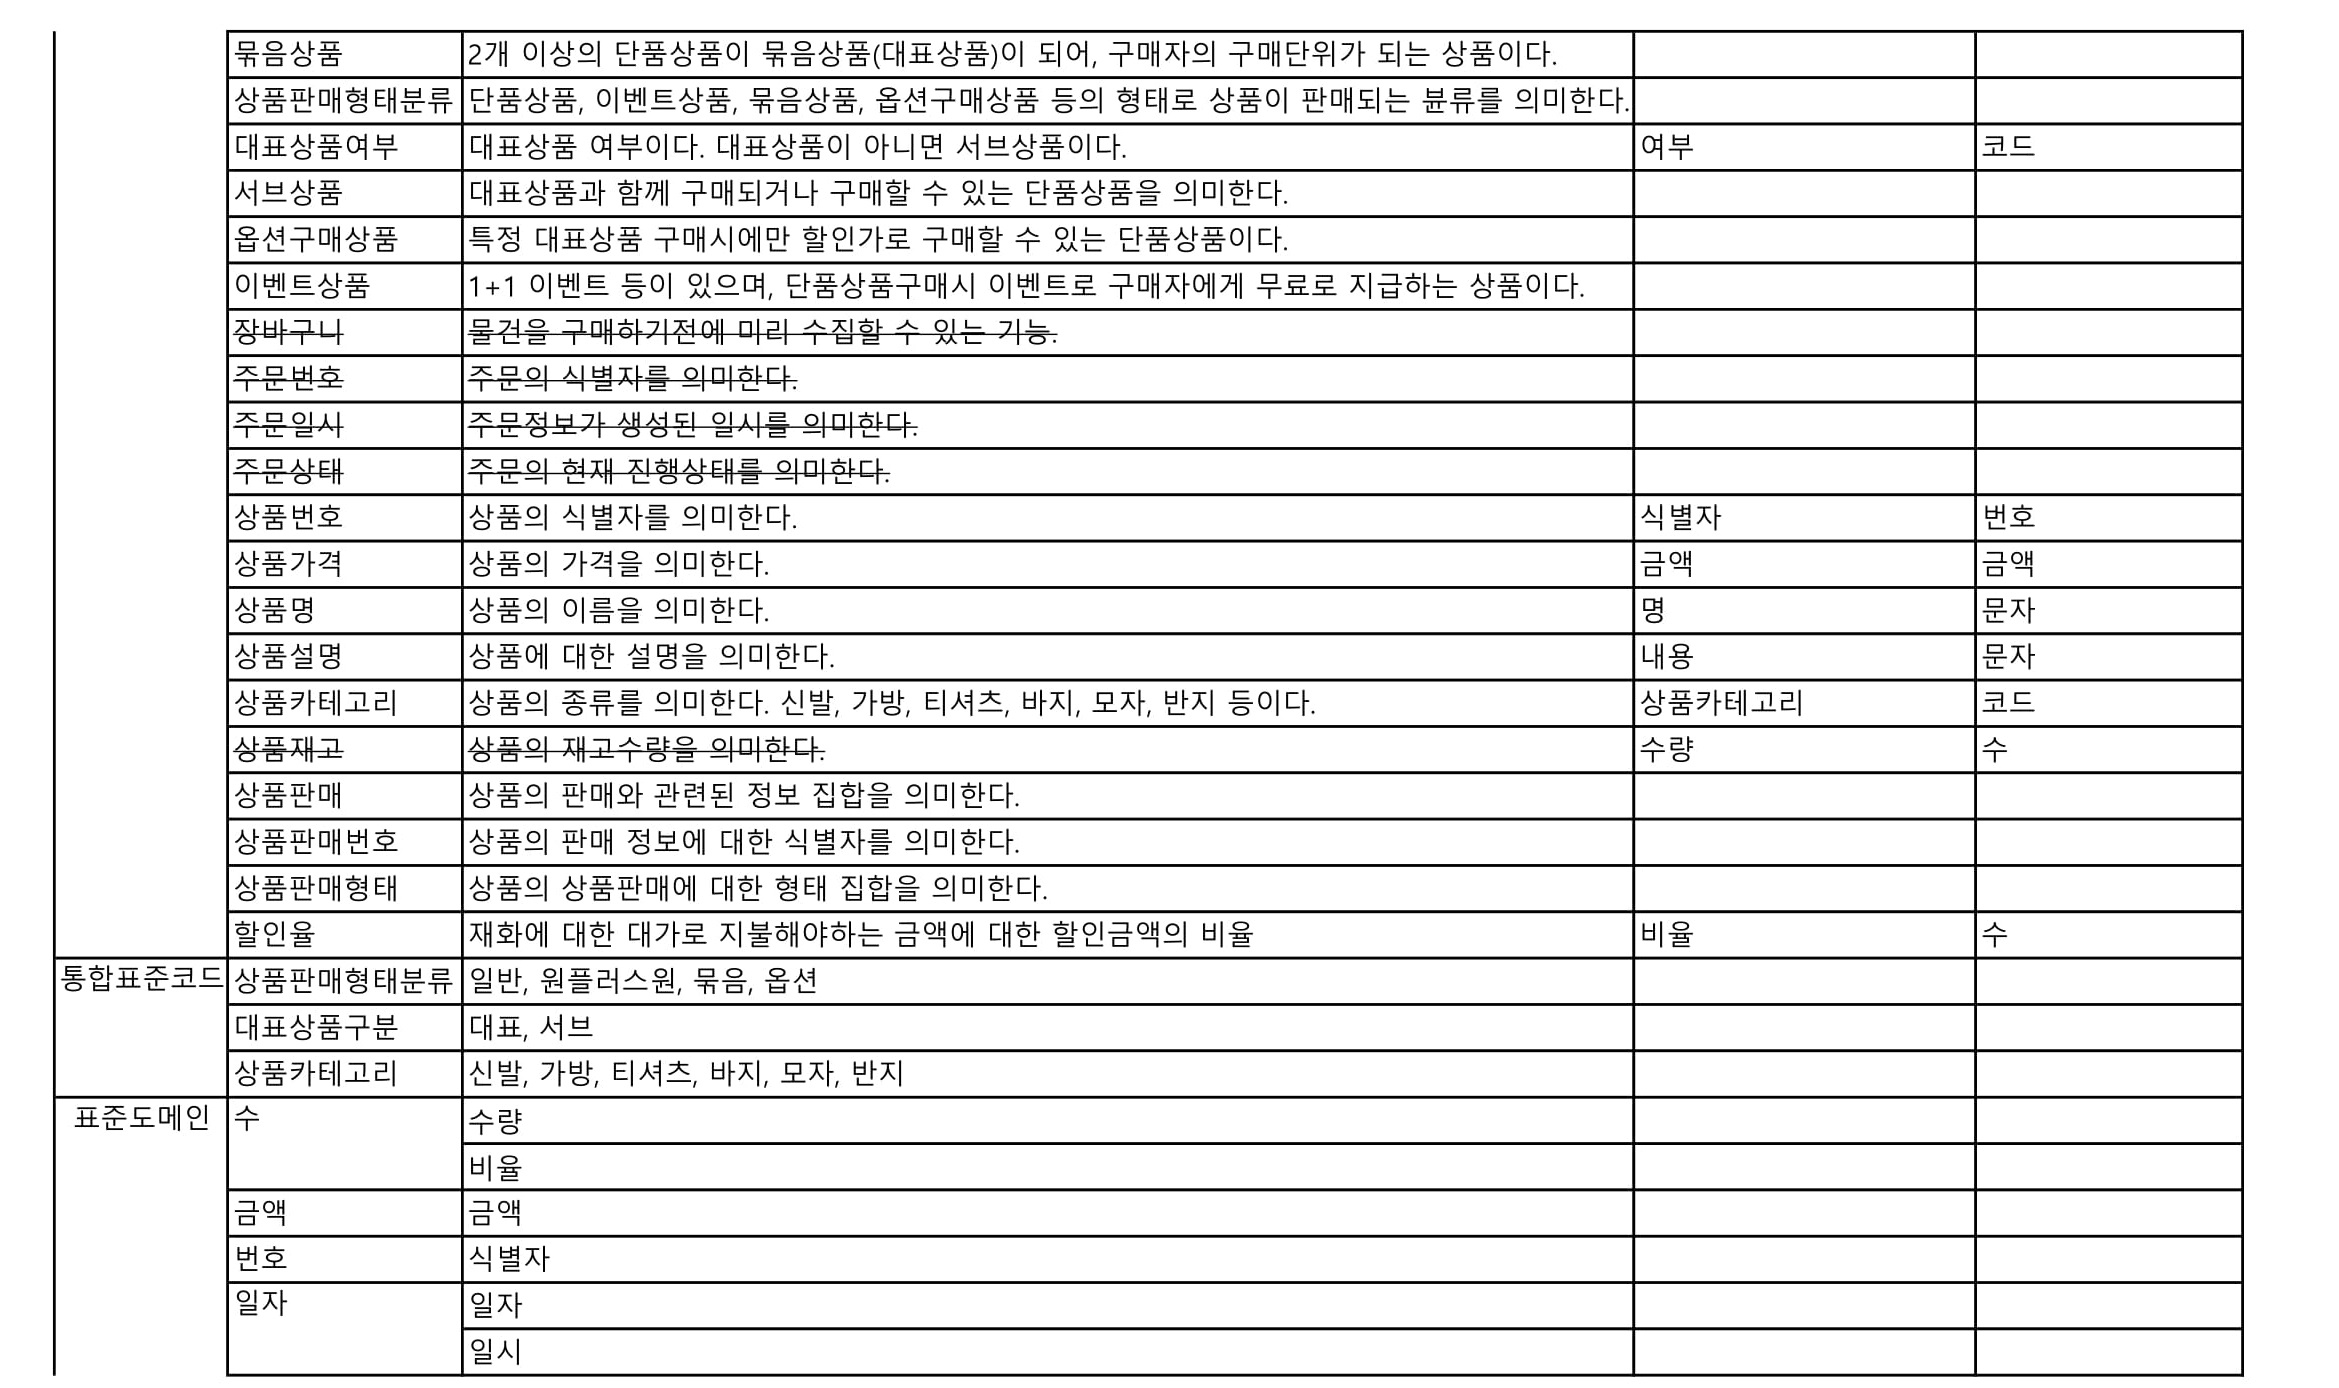 묶음상품 2개 이상의 단품상품이 묶음상품(대표상품)이 되어, 구매자의 구매단위가 되는 상품이다.
상품판매형태분류 단품상품, 이벤트상품, 묶음상품, 옵션구매상품 등의 형태로 상품이 판매되는 뷴류를 의미한다.
대표상품여부 대표상품 여부이다. 대표상품이 아니면 서브상품이다. 여부 코드
서브상품 대표상품과 함께 구매되거나 구매할 수 있는 단품상품을 의미한다.
옵션구매상품 특정 대표상품 구매시에만 할인가로 구매할 수 있는 단품상품이다.
이벤트상품 1+1 이벤트 등이 있으며, 단품상품구매시 이벤트로 구매자에게 무료로 지급하는 상품이다.
장바구니 물건을 구매하기전에 미리 수집할 수 있는 기능.
주문번호 주문의 식별자를 의미한다.
주문일시 주문정보가 생성된 일시를 의미한다.
주문상태 주문의 현재 진행상태를 의미한다.
상품번호 상품의 식별자를 의미한다. 식별자 번호
상품가격 상품의 가격을 의미한다. 금액 금액
상품명 상품의 이름을 의미한다. 명 문자
상품설명 상품에 대한 설명을 의미한다. 내용 문자
상품카테고리 상품의 종류를 의미한다. 신발, 가방, 티셔츠, 바지, 모자, 반지 등이다. 상품카테고리 코드
상품재고 상품의 재고수량을 의미한다. 수량 수
상품판매 상품의 판매와 관련된 정보 집합을 의미한다.
상품판매번호 상품의 판매 정보에 대한 식별자를 의미한다.
상품판매형태 상품의 상품판매에 대한 형태 집합을 의미한다.
할인율 재화에 대한 대가로 지불해야하는 금액에 대한 할인금액의 비율 비율 수
통합표준코드 상품판매형태분류 일반, 원플러스원, 묶음, 옵션
대표상품구분 대표, 서브
상품카테고리 신발, 가방, 티셔츠, 바지, 모자, 반지
표준도메인 수 수량
비율
금액 금액
번호 식별자
일자 일자
일시